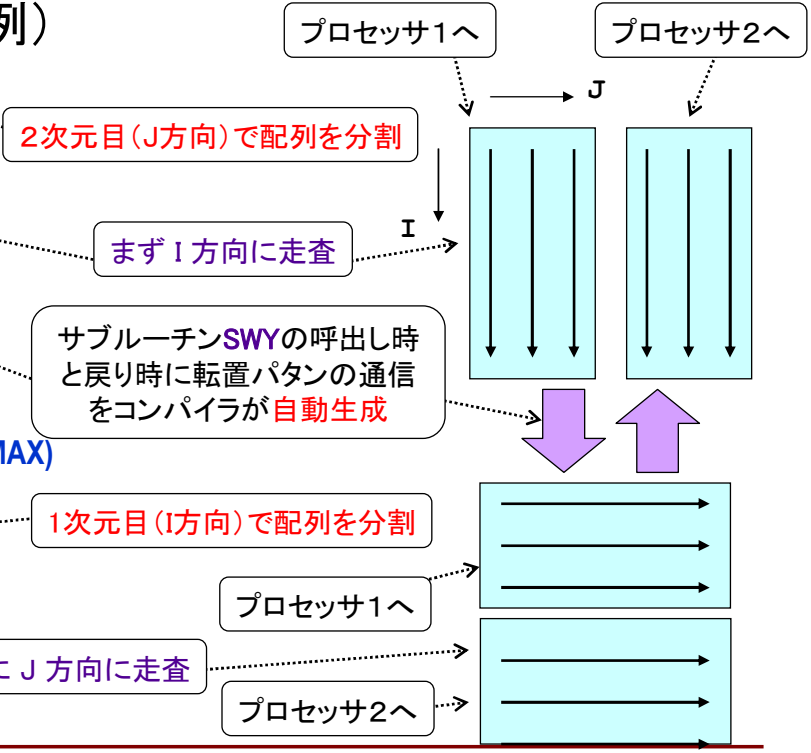 例）
プロセッサ１へ
プロセッサ２へ
J
２次元目（J方向）で配列を分割
I
まず I 方向に走査
サブルーチンSWYの呼出し時
と戻り時に転置パタンの通信
をコンパイラが自動生成
MAX)
1次元目（I方向）で配列を分割
プロセッサ１へ
に J 方向に走査
プロセッサ２へ